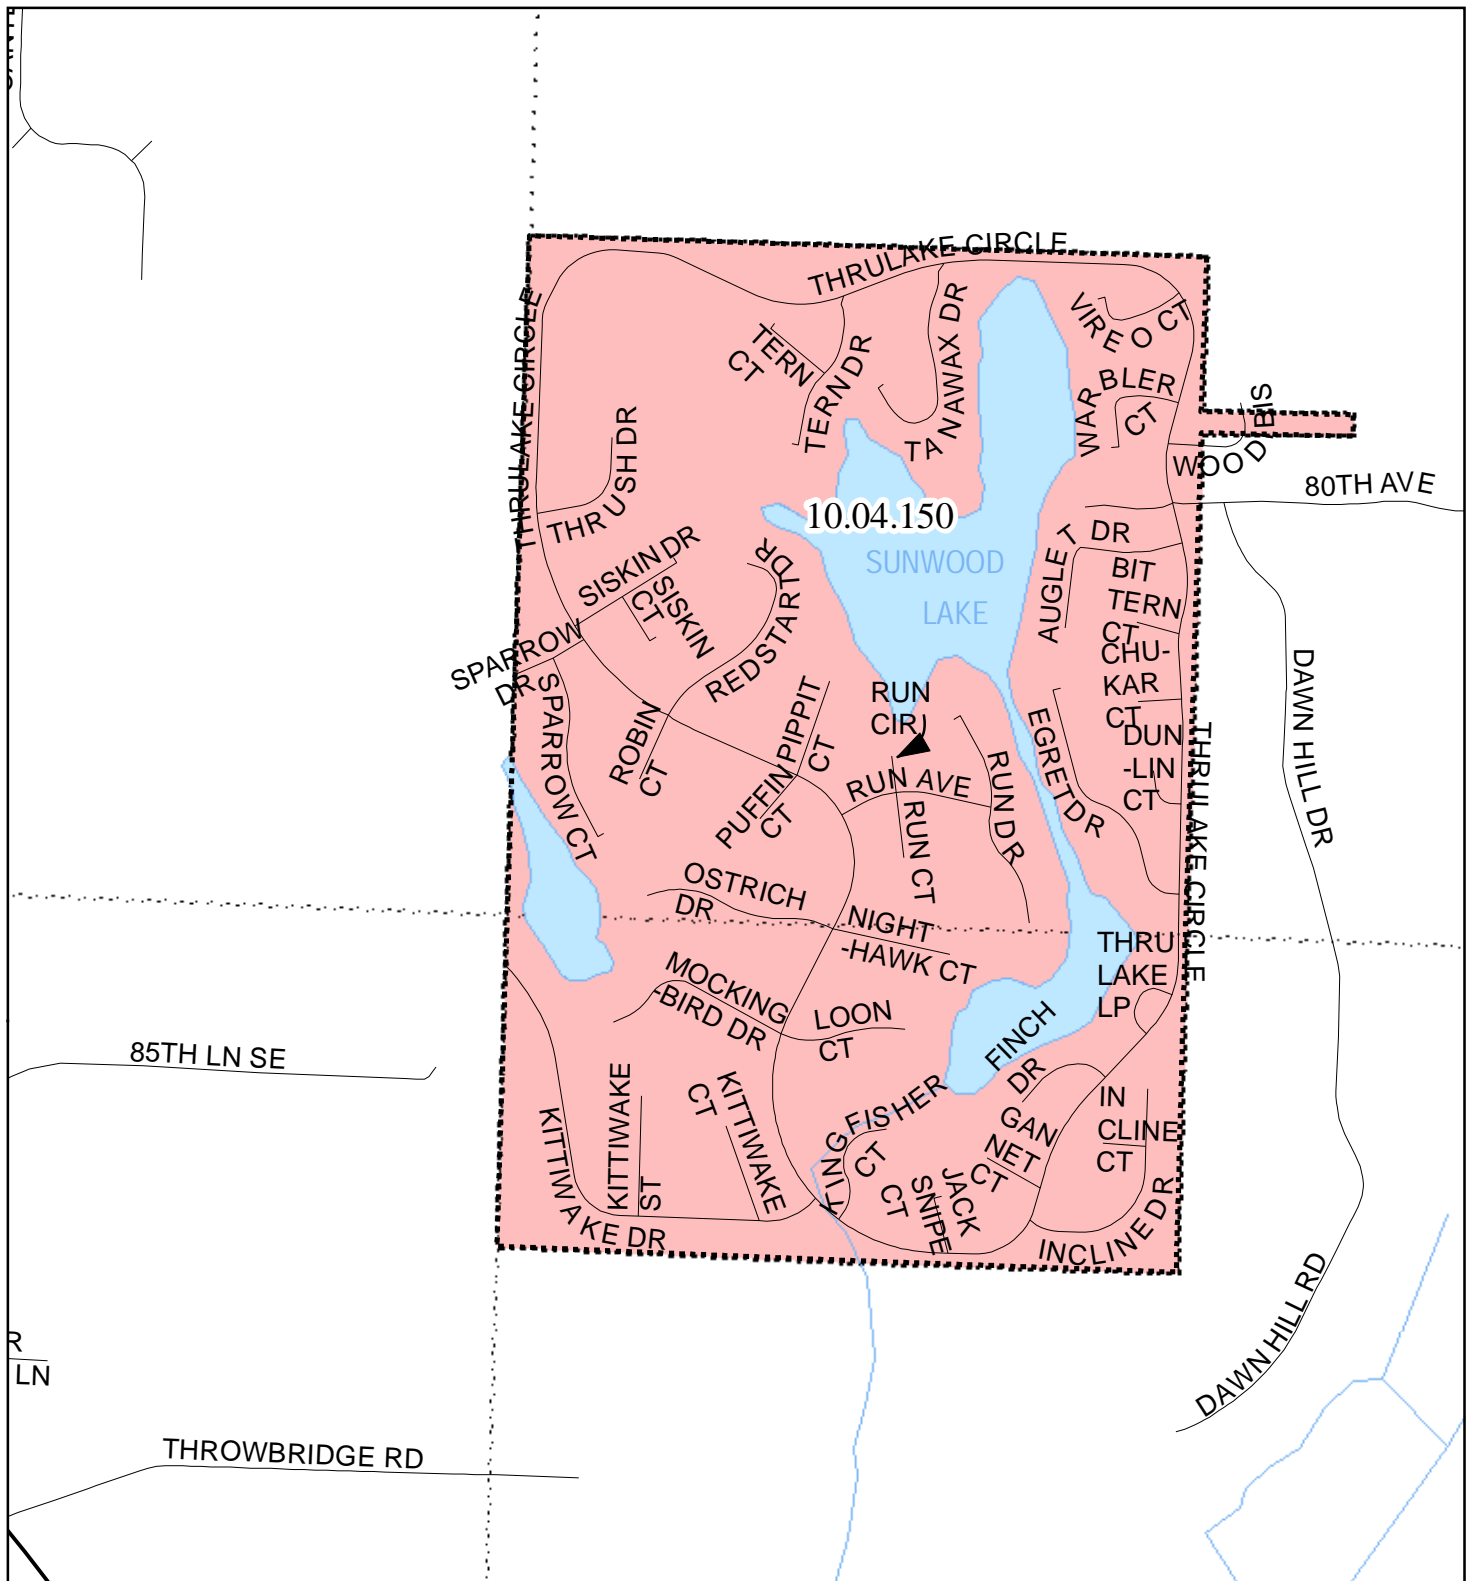 THRULAKE CIRCLE
THRULAKE CIRCLE
VIREO CT
TERN
CT
TERN DR
TANAWAX DR
WAR
BLER
CT
WOOD
BIS
80TH AVE
THRUSH DR
10.04.150
SUNWOOD
LAKE
SISKIN DR
SISKIN
CT
REDSTART DR
AUGLET DR
BIT
TERN
CT
CHU-
KAR
CT
DUN
-LIN
CT
SPARROW
DR
SPARROW CT
ROBIN
CT
PIPPIT
CT
PUFFIN
CT
RUN
CIR
RUN AVE
RUN CT
RUN DR
EGRET DR
THRULAKE CIRCLE
DAWN HILL DR
OSTRICH
DR
NIGHT
-HAWK CT
MOCKING
-BIRD DR
LOON
CT
THRU
LAKE
LP
FINCH
DR
85TH LN SE
KITTIWAKE DR
KITTIWAKE
ST
KITTIWAKE
CT
KINGFISHER
CT
JACK
SNIPE
CT
GAN
NET
CT
IN
CLINE
CT
INCLINE DR
DAWN HILL RD
R
LN
THROWBRIDGE RD